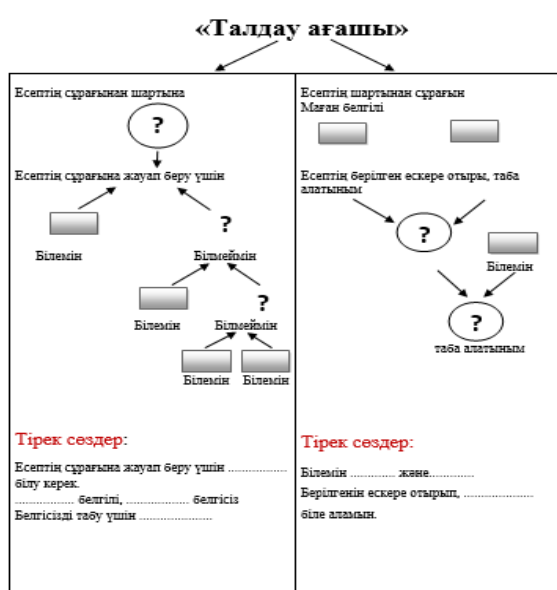 «Талдау ағашы»
Есептің сұрағынан шартына
?
Есептің сұрағына жауап беру үшін
?
Білемін
Білмеймін
?
Білемін
Білмеймін
Білемін Білемін
Тірек сөздер:
Есептің сұрағына жауап беру үшін ................
білу керек.
................ белгілі, ................ белгісіз
Белгісізді табу үшін ....................
Есептің шартынан сұрағын
Маған белгілі
Есептің берілген ескере отыры, таба
алатыным
?
Білемін
?
таба алатыным
Тірек сөздер:
Білемін ............ және............
Берілгенін ескере отырып, ...................
біле аламын.